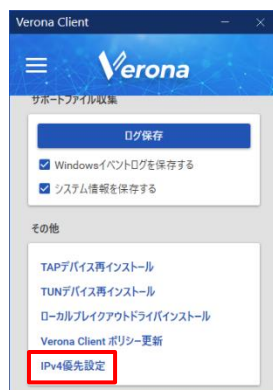 Verona Client
Verona
サポートファイル収集
ログ保存
Windowsイベントログを保存する
システム情報を保存する
その他
TAPデバイス再インストール
TUNデバイス再インストール
ローカルブレイクアウトドライバインストール
Verona Client ポリシー更新
IPv4優先設定